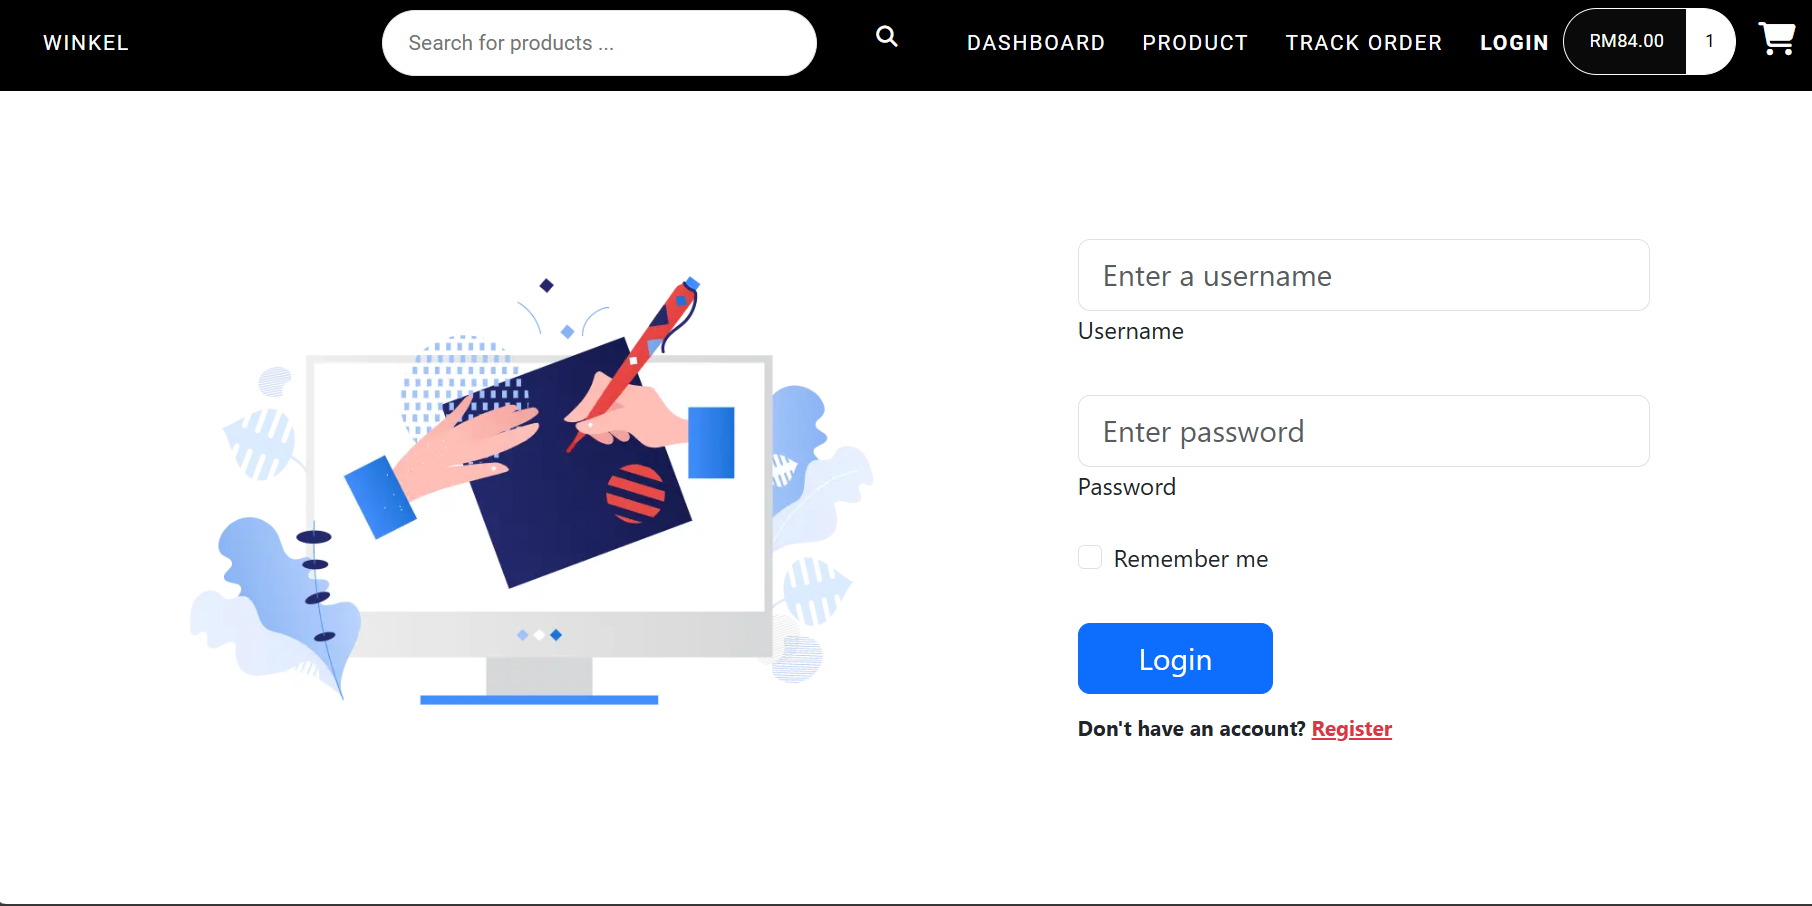 WINKEL
Search for products ...
DASHBOARD PRODUCT TRACK ORDER LOGIN RM84.00 1
Enter a username
Username
Enter password
Password
Remember me
Login
Don't have an account? Register